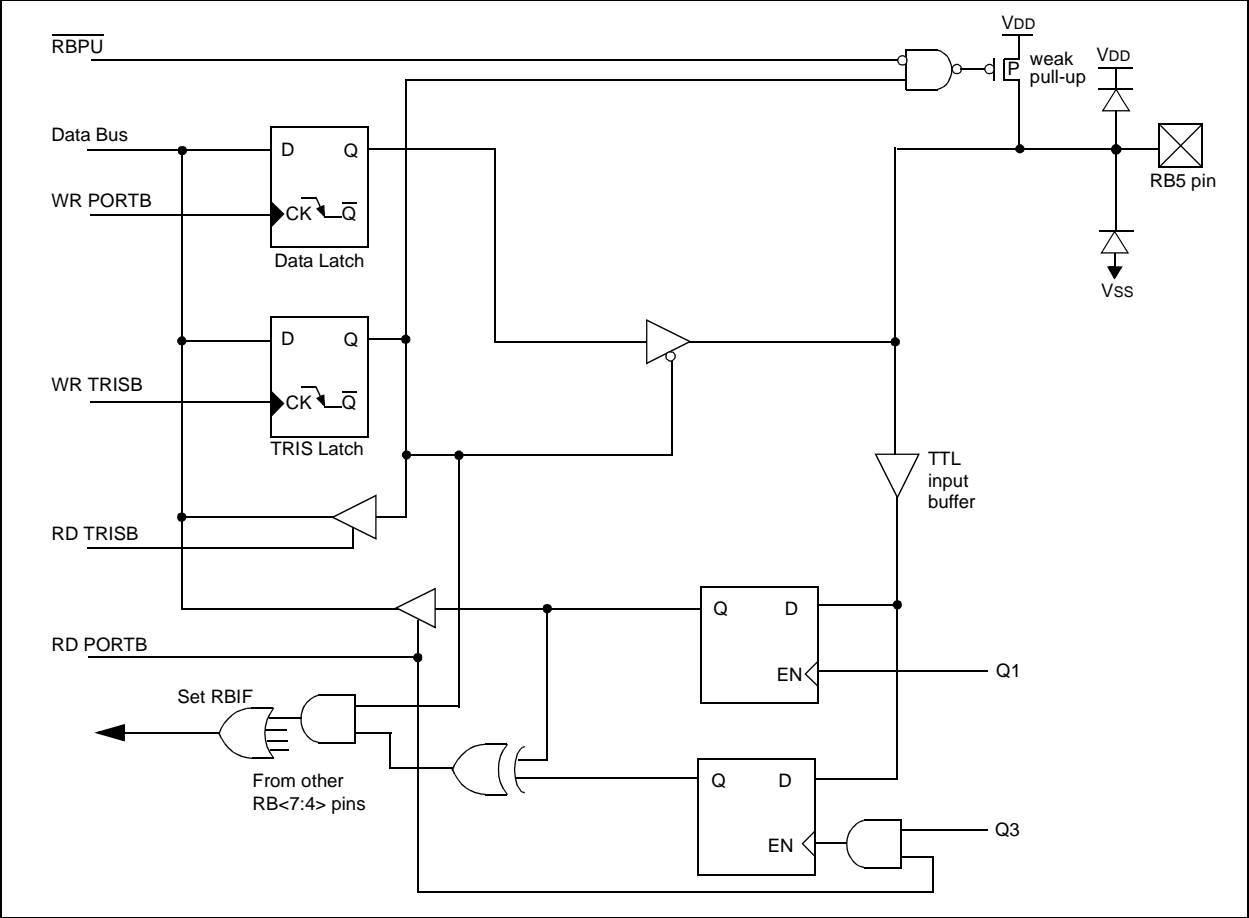 RBPU
VDD
P
weak
pull-up
VDD
RB5 pin
VSS
Data Bus
D Q
WR PORTB
CK Q
Data Latch
D Q
WR TRISB
CK Q
TRIS Latch
TTL
input
buffer
RD TRISB
Q D
RD PORTB
EN
Q1
Set RBIF
From other
RB<7:4> pins
Q D
EN
Q3